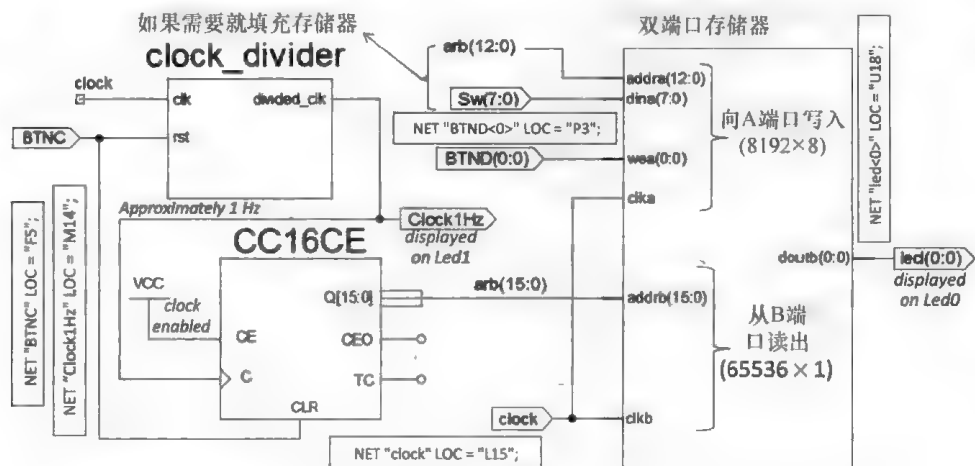 如果需要就填充存储器
clock_divider
clock
clk
divided_clk
BTNC
rst
Approximately 1 Hz
Clock1Hz
displayed
on Led1
NET "BTNC" LOC = "F5";
NET "Clock1Hz" LOC = "M14";
CC16CE
VCC
clock
enabled
Q[15:0]
CE
CEO
C
TC
CLR
arb(12:0)
Sw(7:0)
NET "BTND<0>" LOC = "P3";
BTND(0:0)
arb(15:0)
clock
NET "clock" LOC = "L15";
双端口存储器
addra(12:0)
dina(7:0)
wea(0:0)
clka
向A端口写入
(8192×8)
doutb(0:0)
addrb(15:0)
从B端
口读出
(65536×1)
clkb
NET "led<0>" LOC = "U18";
led(0:0)
displayed
on Led0